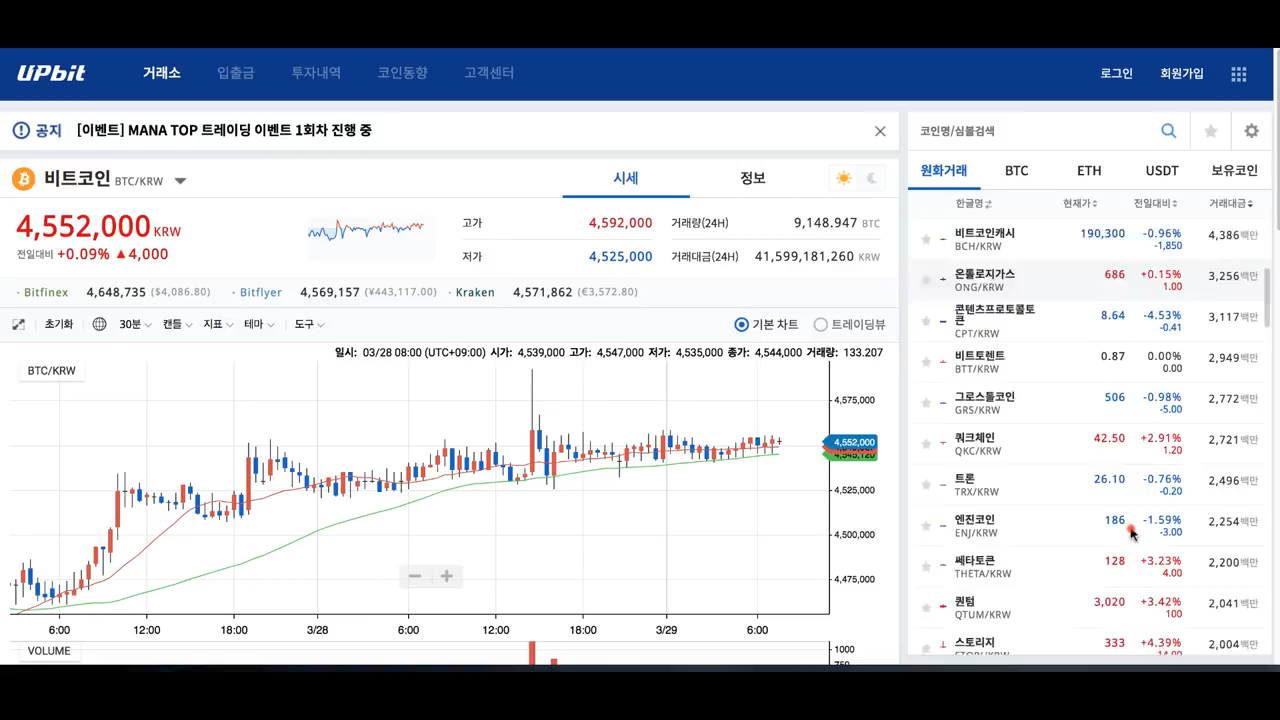 UPbit 거래소 입출금 투자내역 코인동향 고객센터 로그인 회원가입
공지 [이벤트] MANA TOP 트레이딩 이벤트 1회차 진행 중
비트코인 BTC/KRW 시세 정보
4,552,000 KRW
전일대비 +0.09% ▲4,000
고가 4,592,000 거래량(24H) 9,148.947 BTC
저가 4,525,000 거래대금(24H) 41,599,181,260 KRW
· Bitfinex 4,648,735 ($4,086.80) · Bitflyer 4,569,157 (¥443,117.00) · Kraken 4,571,862 (€3,572.80)
초기화 30분 캔들 지표 테마 도구 기본 차트 트레이딩뷰
일시: 03/28 08:00 (UTC+09:00) 시가: 4,539,000 고가: 4,547,000 저가: 4,535,000 종가: 4,544,000 거래량: 133.207
BTC/KRW
4,575,000
4,552,000
4,525,000
4,500,000
4,475,000
6:00 12:00 18:00 3/28 6:00 12:00 18:00 3/29 6:00
VOLUME
1000
750
코인명/심볼검색
원화거래 BTC ETH USDT 보유코인
한글명 현재가 전일대비 거래대금
비트코인캐시 190,300 -0.96% 4,386백만
BCH/KRW -1,850
온톨로지가스 686 +0.15% 3,256백만
ONG/KRW 1.00
콘텐츠프로토콜토
큰 8.64 -4.53% 3,117백만
CPT/KRW -0.41
비트토렌트 0.87 0.00% 2,949백만
BTT/KRW 0.00
그로스톨코인 506 -0.98% 2,772백만
GRS/KRW -5.00
쿼크체인 42.50 +2.91% 2,721백만
QKC/KRW 1.20
트론 26.10 -0.76% 2,496백만
TRX/KRW -0.20
엔진코인 186 -1.59% 2,254백만
ENJ/KRW -3.00
쎄타토큰 128 +3.23% 2,200백만
THETA/KRW 4.00
퀀텀 3,020 +3.42% 2,041백만
QTUM/KRW 100
스토리지 333 +4.39% 2,004백만